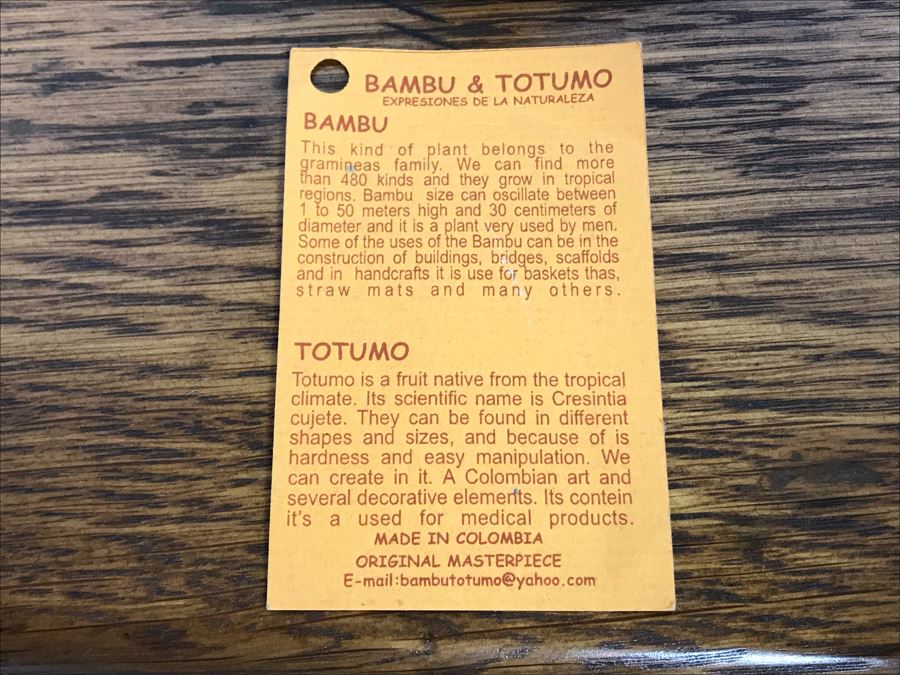 BAMBU & TOTUMO
EXPRESIONES DE LA NATURALEZA
BAMBU
This kind of plant belongs to the
gramineas family. We can find more
than 480 kinds and they grow in tropical
regions. Bambu size can oscillate between
1 to 50 meters high and 30 centimeters of
diameter and it is a plant very used by men.
Some of the uses of the Bambu can be in the
construction of buildings, bridges, scaffolds
and in handcrafts it is use for baskets thas,
straw mats and many others.
TOTUMO
Totumo is a fruit native from the tropical
climate. Its scientific name is Cresintia
cujete. They can be found in different
shapes and sizes, and because of is
hardness and easy manipulation. We
can create in it. A Colombian art and
several decorative elements. Its contein
it's a used for medical products.
MADE IN COLOMBIA
ORIGINAL MASTERPIECE
E-mail:bambutotumo@yahoo.com